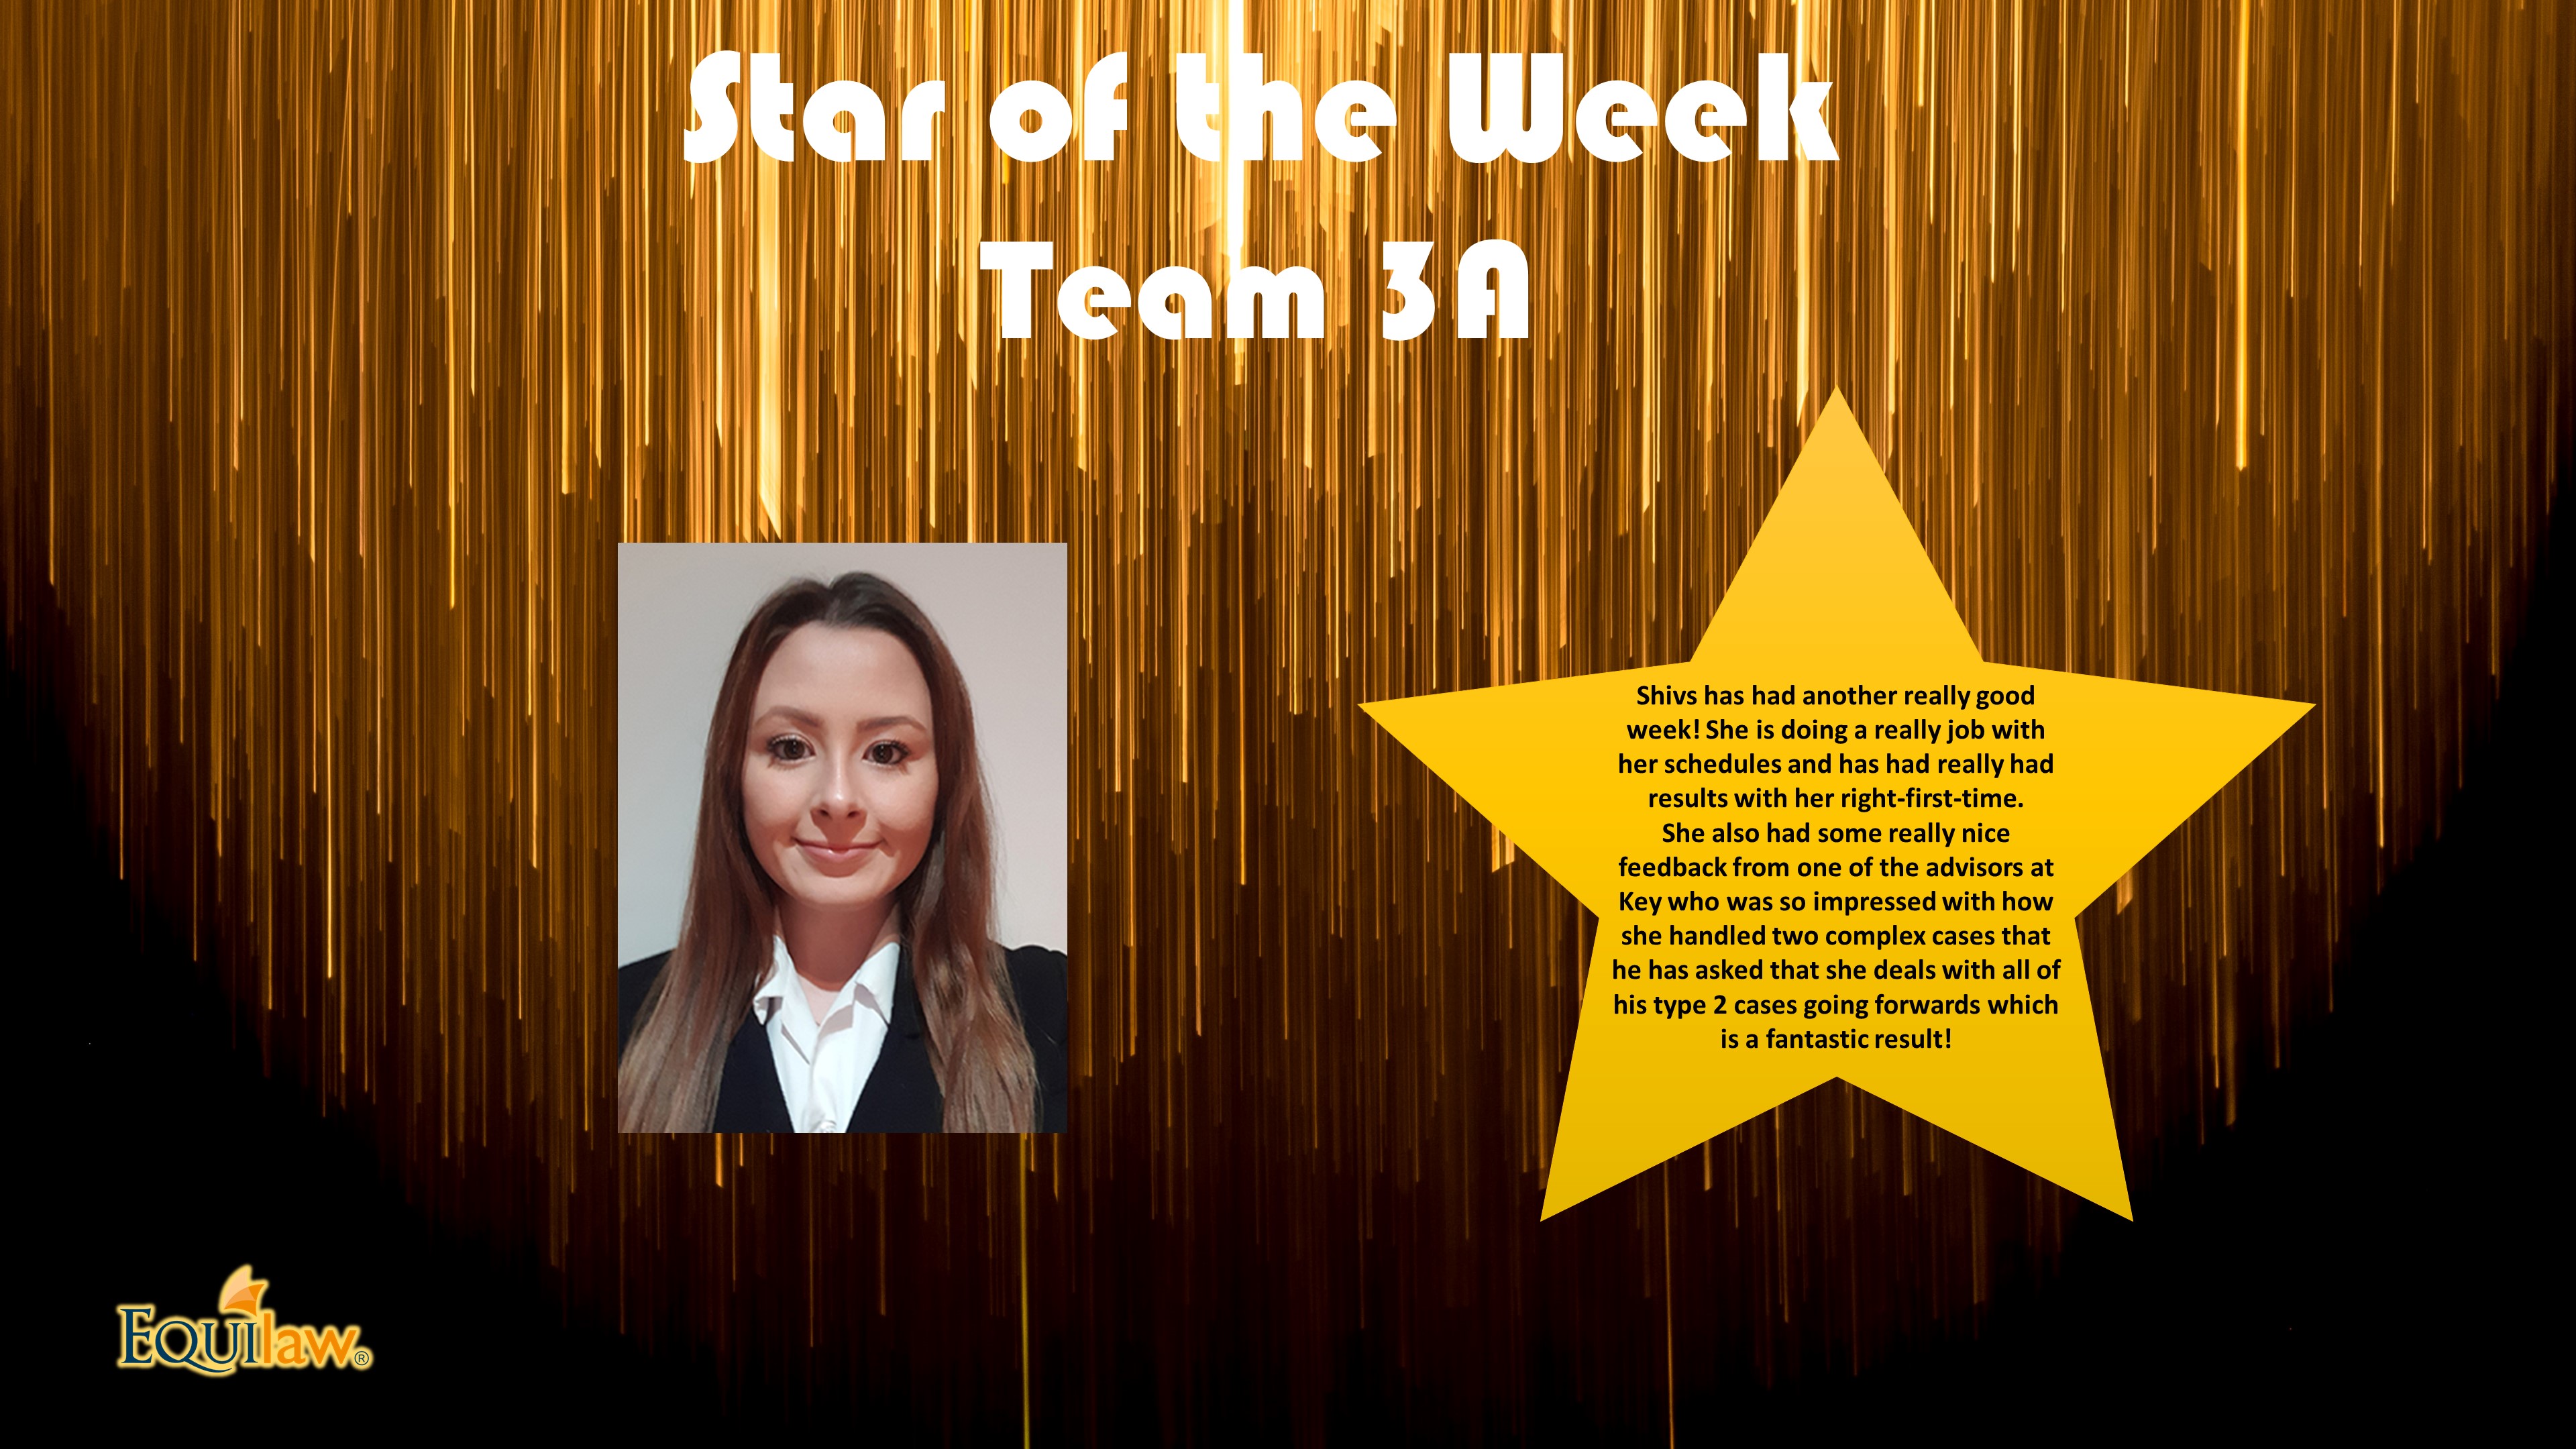 Star of the Week
Team 3A
Shivs has had another really good
week! She is doing a really job with
her schedules and has had really had
results with her right-first-time.
She also had some really nice
feedback from one of the advisors at
Key who was so impressed with how
she handled two complex cases that
he has asked that she deals with all of
his type 2 cases going forwards which
is a fantastic result!
EQUIlaw®